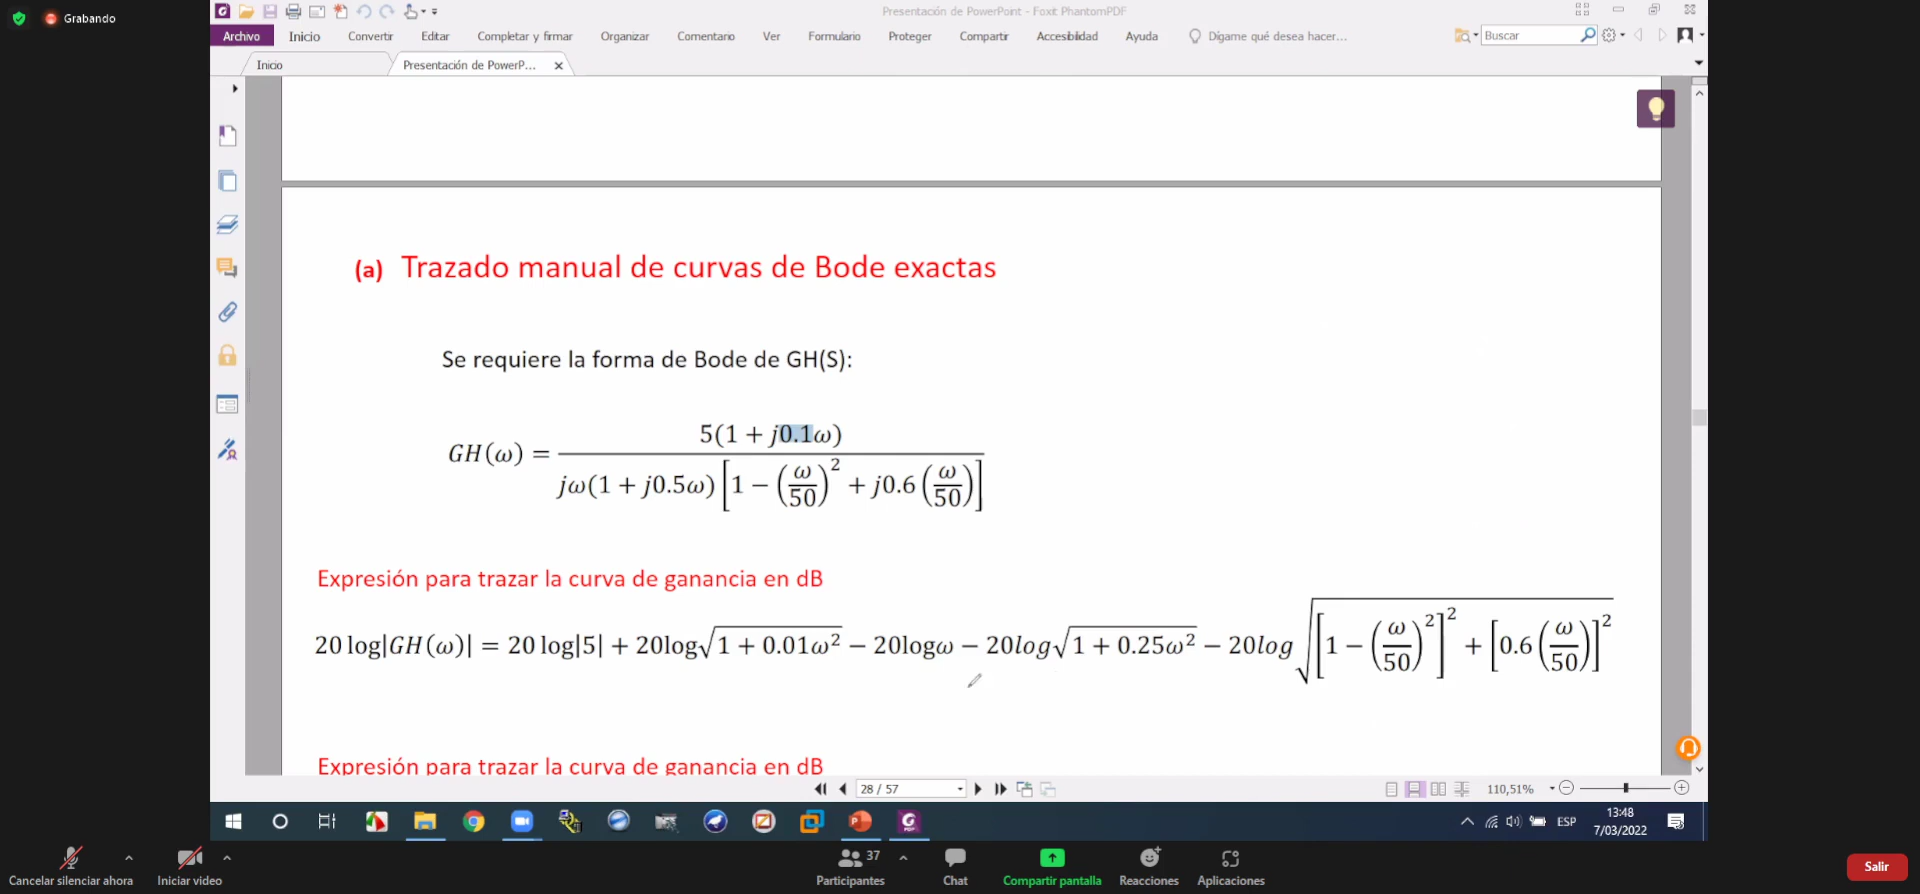 Grabando
Presentación de PowerPoint - Foxit PhantomPDF
Archivo Inicio Convertir Editar Completar y firmar Organizar Comentario Ver Formulario Proteger Compartir Accesibilidad Ayuda Dígame qué desea hacer... Buscar
Inicio Presentación de PowerP...
(a) Trazado manual de curvas de Bode exactas
Se requiere la forma de Bode de GH(S):
GH(ω) = 5(1 + j0.1ω) / jω(1 + j0.5ω)[1 − (ω/50)² + j0.6(ω/50)]
Expresión para trazar la curva de ganancia en dB
20 log|GH(ω)| = 20 log|5| + 20log√(1 + 0.01ω²) − 20logω − 20log√(1 + 0.25ω²) − 20log√([1 − (ω/50)²]² + [0.6(ω/50)]²)
Expresión para trazar la curva de ganancia en dB
28 / 57
110,51%
ESP
13:48
7/03/2022
Cancelar silenciar ahora
Iniciar video
37
Participantes
Chat
Compartir pantalla
Reacciones
Aplicaciones
Salir